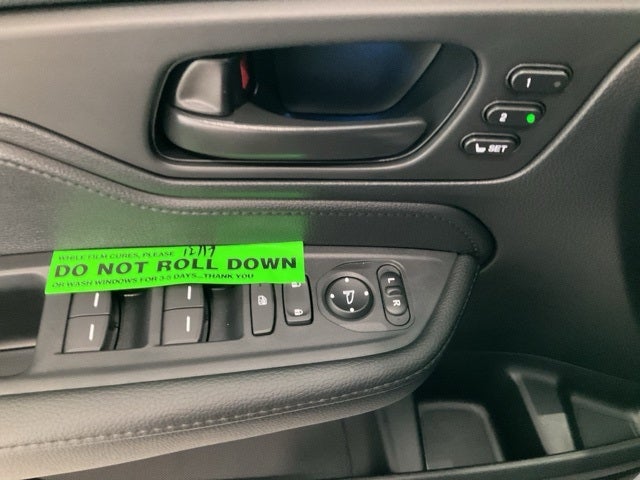 1
2
SET
WHILE FILM CURES, PLEASE 12/17
DO NOT ROLL DOWN
OR WASH WINDOWS FOR 3-5 DAYS...THANK YOU
L
R